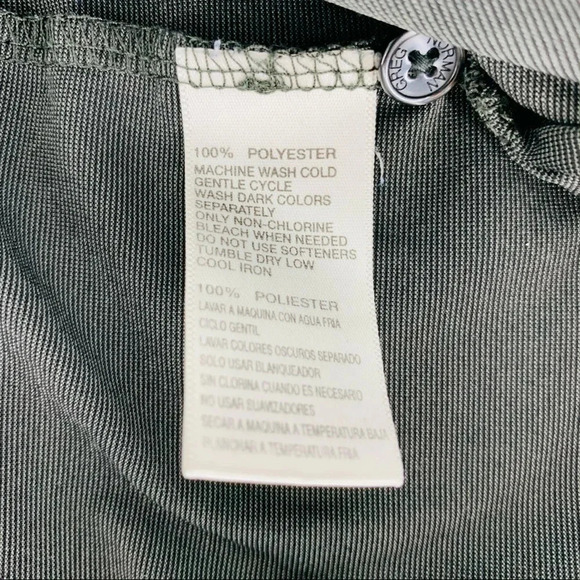 GREG NORMAN
100% POLYESTER
MACHINE WASH COLD
GENTLE CYCLE
WASH DARK COLORS
SEPARATELY
ONLY NON-CHLORINE
BLEACH WHEN NEEDED
DO NOT USE SOFTENERS
TUMBLE DRY LOW
COOL IRON
100% POLIESTER
LAVAR A MAQUINA CON AGUA FRIA
CICLO GENTIL
LAVAR COLORES OSCUROS SEPARADO
SOLO USAR BLANQUEADOR
SIN CLORINA CUANDO ES NECESARIO
NO USAR SUAVIZADORES
SECAR A MAQUINA A TEMPERATURA BAJA
PLANCHAR A TEMPERATURA FRIA